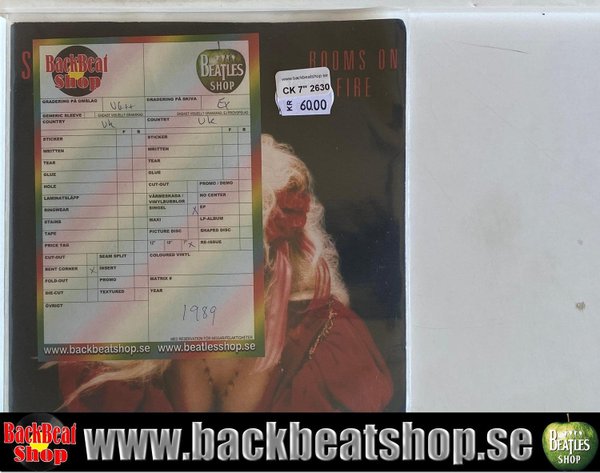 S
ROOMS ON
FIRE
BackBeat
Shop
BEATLES
SHOP
www.backbeatshop.se
CK 7" 2630
KR 60.00
GRADERING PÅ OMSLAG
VG++
GRADERING PÅ SKIVA
EX
GENERIC SLEEVE
COUNTRY
UK
COUNTRY
UK
F B
A B
STICKER
STICKER
WRITTEN
WRITTEN
TEAR
TEAR
GLUE
GLUE
HOLE
CUT-OUT
PROMO / DEMO
LAMINATSLÄPP
VÄRMESKADA / VINYLBUBBLOR
NO CENTER
RINGWEAR
SINGEL
x
EP
STAINS
MAXI
LP-ALBUM
TAPE
PICTURE DISC
SHAPED DISC
PRICE TAG
12" 10" 7" x
RE-ISSUE
CUT-OUT
SEAM SPLIT
COLOURED VINYL
BENT CORNER
x
INSERT
FOLD-OUT
PROMO
MATRIX #
DIE-CUT
TEXTURED
YEAR
ÖVRIGT
1989
www.backbeatshop.se www.beatlesshop.se
BackBeat
Shop
www.backbeatshop.se
BEATLES
SHOP